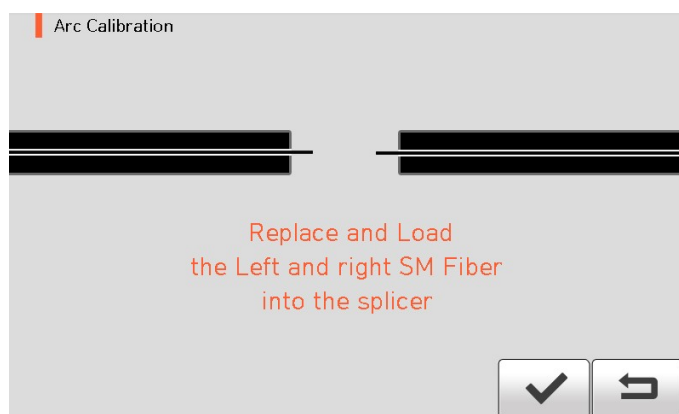 Arc Calibration
Replace and Load
the Left and right SM Fiber
into the splicer